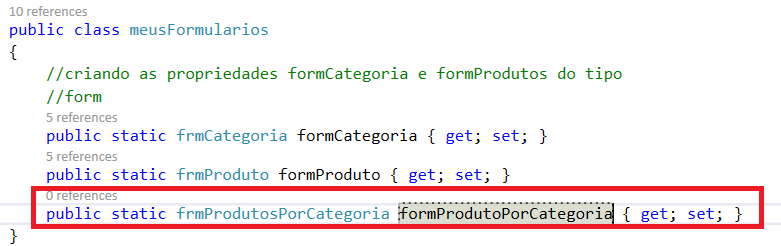 10 references
public class meusFormularios
{
//criando as propriedades formCategoria e formProdutos do tipo
//form
5 references
public static frmCategoria formCategoria { get; set; }
5 references
public static frmProduto formProduto { get; set; }
0 references
public static frmProdutosPorCategoria formProdutoPorCategoria { get; set; }
}